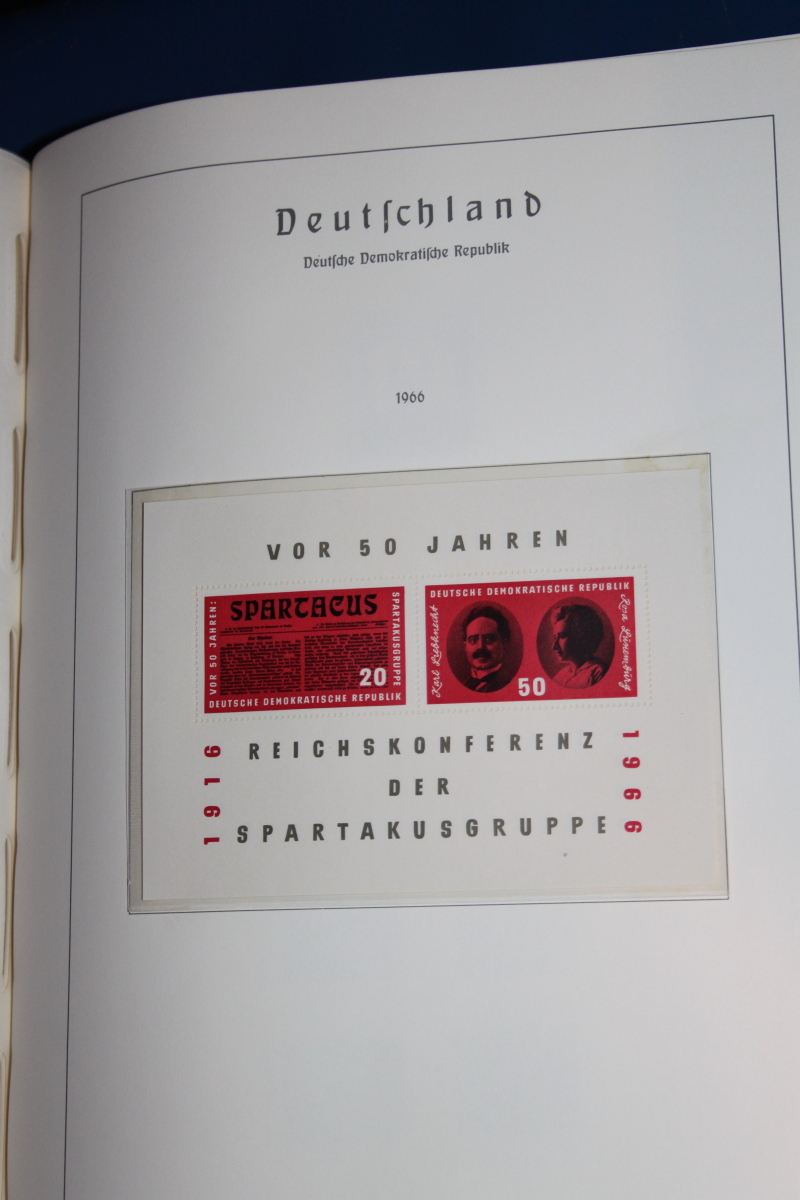 Deutſchland
Deutſche Demokratiſche Republik
1966
VOR 50 JAHREN
VOR 50 JAHREN:
SPARTACUS
SPARTAKUSGRUPPE
20
DEUTSCHE DEMOKRATISCHE REPUBLIK
DEUTSCHE DEMOKRATISCHE REPUBLIK
Karl Liebknecht
Rosa Luxemburg
50
1916
REICHSKONFERENZ
DER
SPARTAKUSGRUPPE
1966